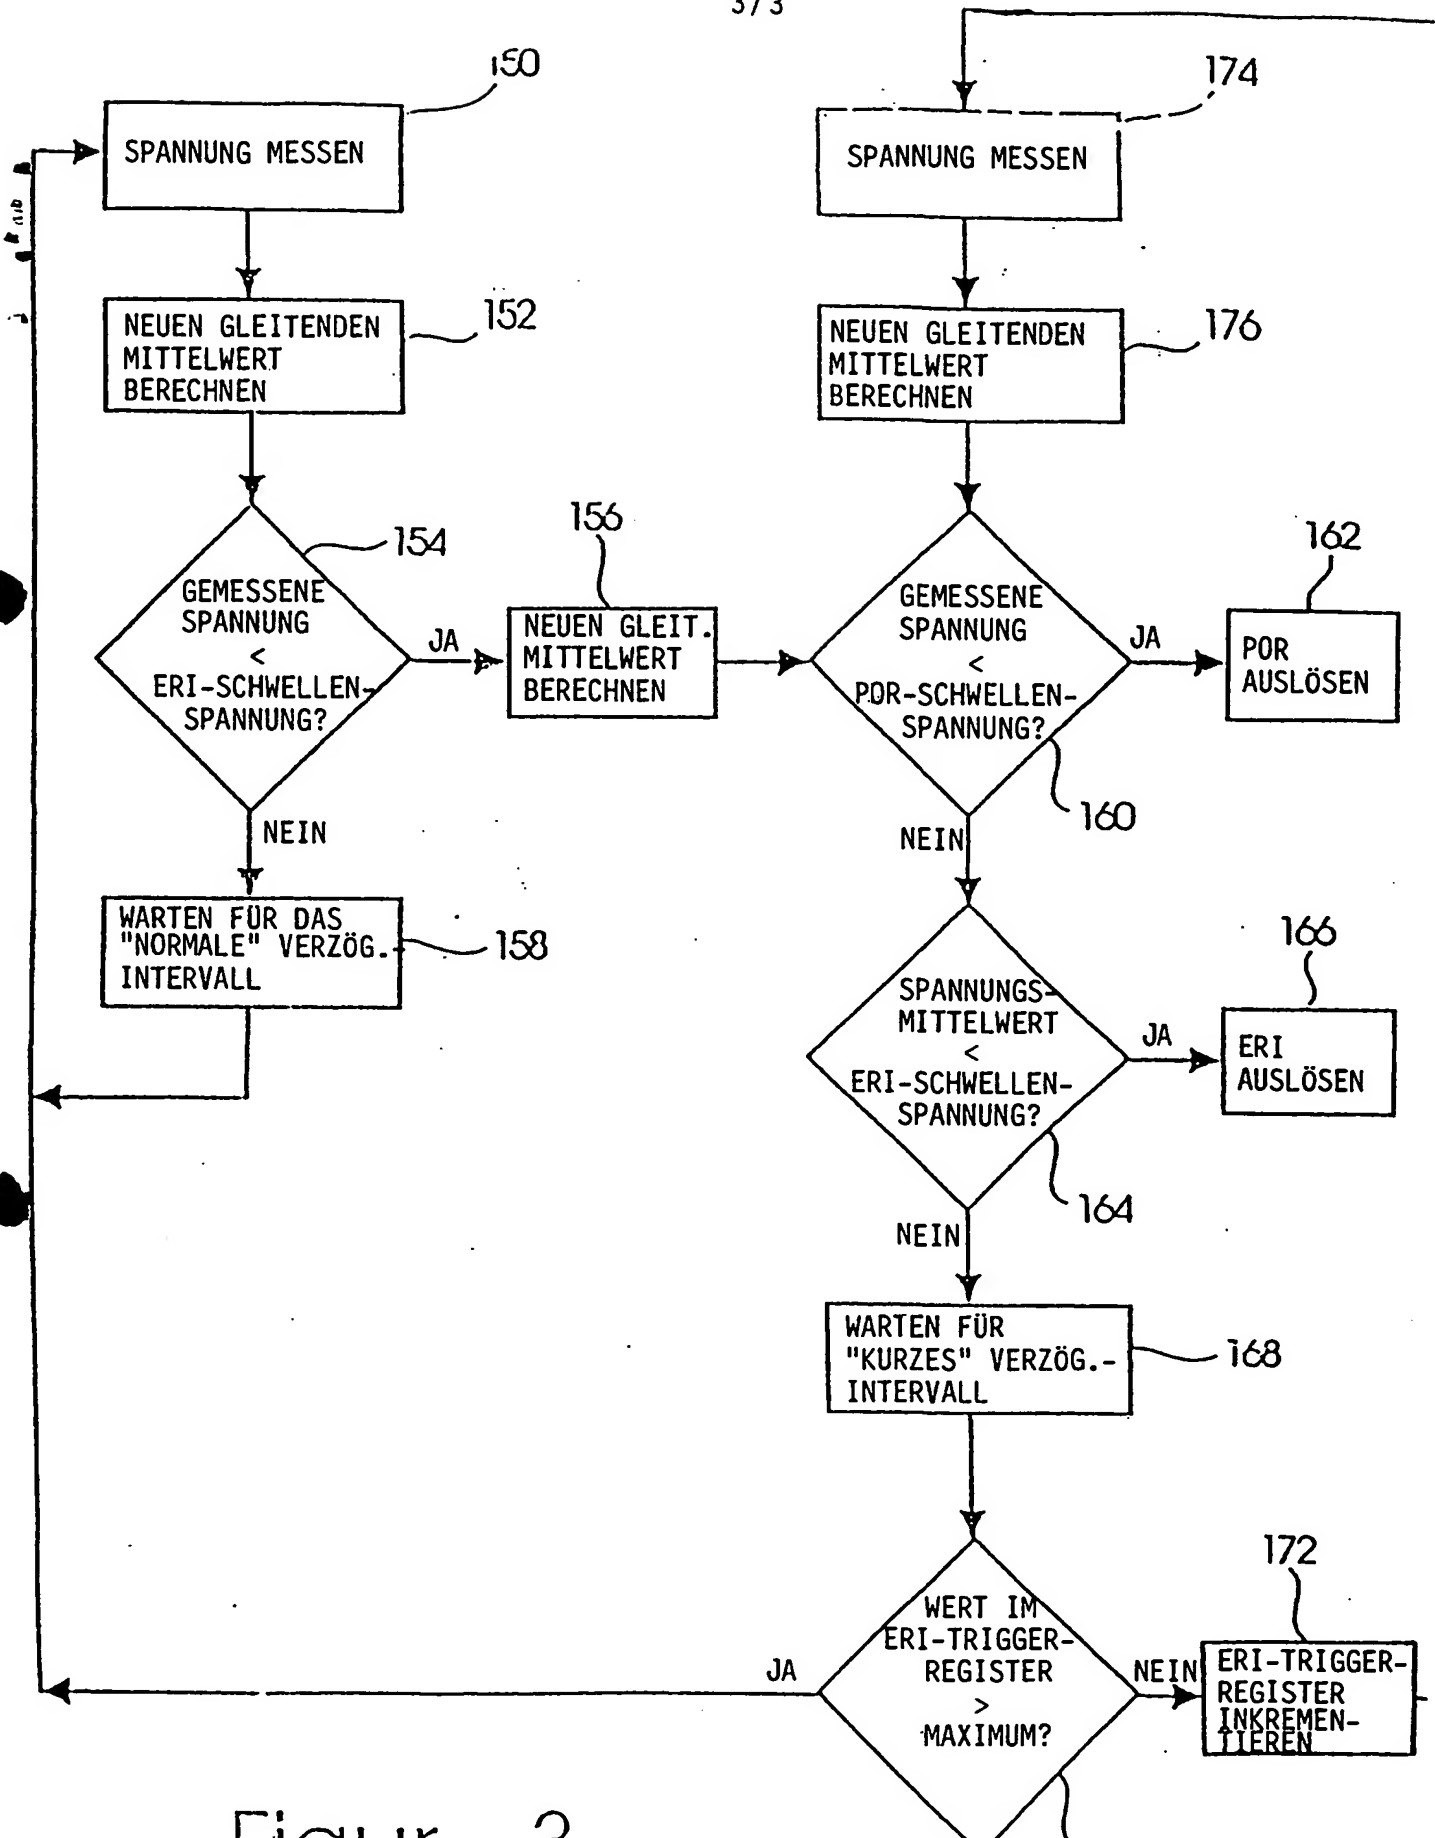 3/3
150
SPANNUNG MESSEN
152
NEUEN GLEITENDEN
MITTELWERT
BERECHNEN
154
GEMESSENE
SPANNUNG
<
ERI-SCHWELLEN-
SPANNUNG?
JA
NEIN
156
NEUEN GLEIT.
MITTELWERT
BERECHNEN
WARTEN FÜR DAS
"NORMALE" VERZÖG.-
INTERVALL
158
174
SPANNUNG MESSEN
176
NEUEN GLEITENDEN
MITTELWERT
BERECHNEN
GEMESSENE
SPANNUNG
<
POR-SCHWELLEN-
SPANNUNG?
160
JA
162
POR
AUSLÖSEN
NEIN
SPANNUNGS-
MITTELWERT
<
ERI-SCHWELLEN-
SPANNUNG?
164
JA
166
ERI
AUSLÖSEN
NEIN
WARTEN FÜR
"KURZES" VERZÖG.-
INTERVALL
168
WERT IM
ERI-TRIGGER-
REGISTER
>
MAXIMUM?
JA
NEIN
172
ERI-TRIGGER-
REGISTER
INKREMEN-
TIEREN
Figur 3